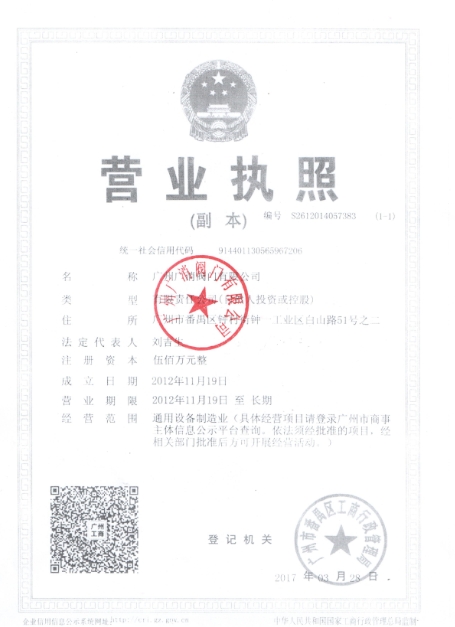 营业执照
(副 本) 编号 S2612014057383 (1-1)
统一社会信用代码 914401130565967206
名 称 门有限公司
类 型 有限责任公司(人投资或控股)
住 所 广州市番禺区钟一工业区白山路51号之二
法定代表人 刘
注册资本 伍佰万元整
成立日期 2012年11月19日
营业期限 2012年11月19日 至 长期
经营范围 通用设备制造业（具体经营项目请登录广州市商事
主体信息公示平台查询。依法须经批准的项目，经
相关部门批准后方可开展经营活动。）
广州
工商
登记机关
广州市番禺区工商行政管理局
2017 年 03 月 28 日
企业信用信息公示系统网址:
中华人民共和国国家工商行政管理总局监制